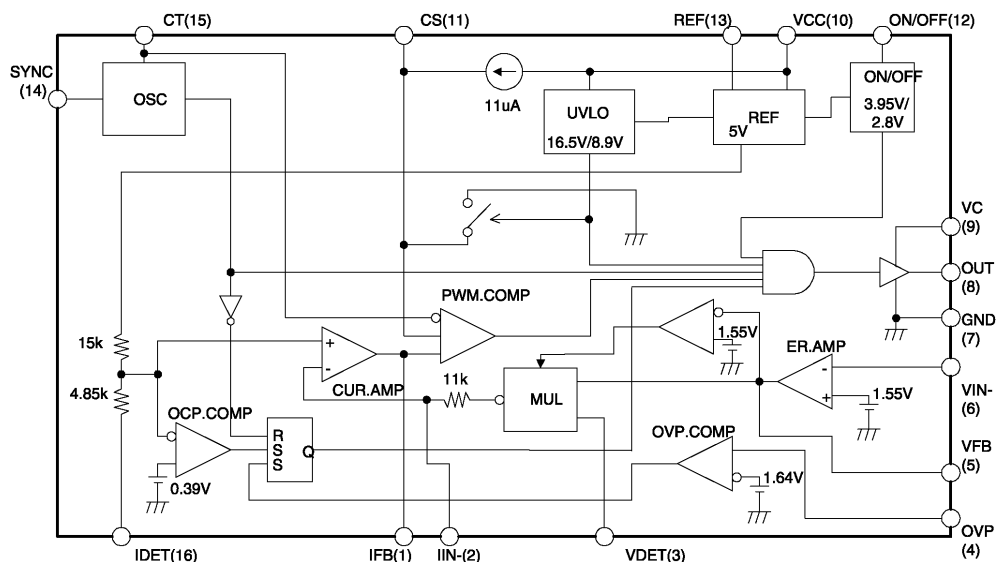 CT(15)
CS(11)
REF(13)
VCC(10)
ON/OFF(12)
SYNC
(14)
OSC
11uA
UVLO
16.5V/8.9V
REF
5V
ON/OFF
3.95V/
2.8V
VC
(9)
OUT
(8)
GND
(7)
PWM.COMP
15k
4.85k
+
-
CUR.AMP
11k
MUL
1.55V
ER.AMP
-
+
1.55V
VIN-
(6)
OCP.COMP
0.39V
R
S
S
Q
OVP.COMP
1.64V
VFB
(5)
OVP
(4)
IDET(16)
IFB(1)
IIN-(2)
VDET(3)